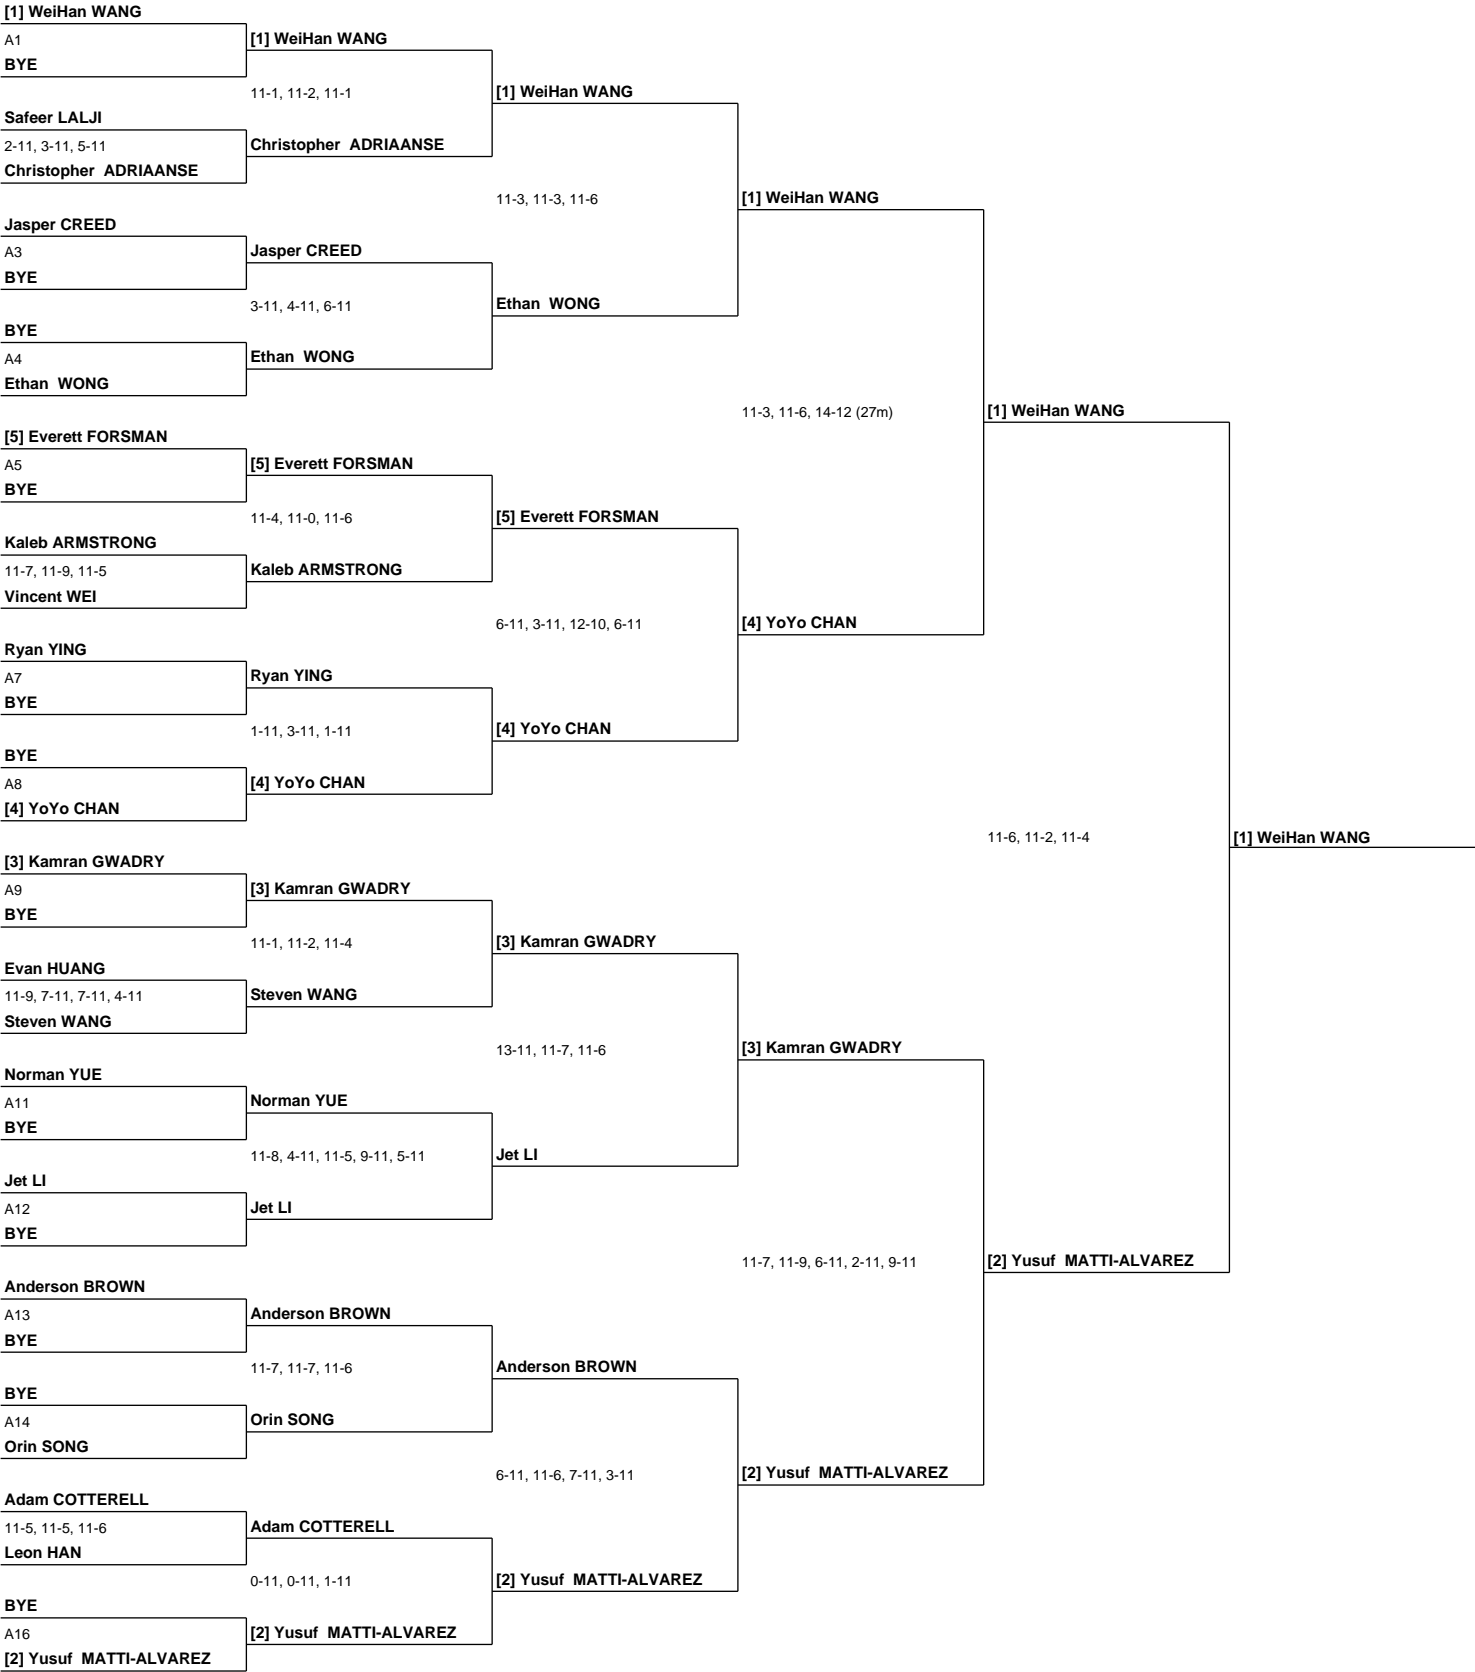 [1] WeiHan WANG
A1
BYE
Safeer LALJI
2-11, 3-11, 5-11
Christopher  ADRIAANSE
Jasper CREED
A3
BYE
BYE
A4
Ethan  WONG
[5] Everett FORSMAN
A5
BYE
Kaleb ARMSTRONG
11-7, 11-9, 11-5
Vincent WEI
Ryan YING
A7
BYE
BYE
A8
[4] YoYo CHAN
[3] Kamran GWADRY
A9
BYE
Evan HUANG
11-9, 7-11, 7-11, 4-11
Steven WANG
Norman YUE
A11
BYE
Jet LI
A12
BYE
Anderson BROWN
A13
BYE
BYE
A14
Orin SONG
Adam COTTERELL
11-5, 11-5, 11-6
Leon HAN
BYE
A16
[2] Yusuf  MATTI-ALVAREZ
[1] WeiHan WANG
11-1, 11-2, 11-1
Christopher  ADRIAANSE
Jasper CREED
3-11, 4-11, 6-11
Ethan  WONG
[5] Everett FORSMAN
11-4, 11-0, 11-6
Kaleb ARMSTRONG
Ryan YING
1-11, 3-11, 1-11
[4] YoYo CHAN
[3] Kamran GWADRY
11-1, 11-2, 11-4
Steven WANG
Norman YUE
11-8, 4-11, 11-5, 9-11, 5-11
Jet LI
Anderson BROWN
11-7, 11-7, 11-6
Orin SONG
Adam COTTERELL
0-11, 0-11, 1-11
[2] Yusuf  MATTI-ALVAREZ
[1] WeiHan WANG
11-3, 11-3, 11-6
Ethan  WONG
[5] Everett FORSMAN
6-11, 3-11, 12-10, 6-11
[4] YoYo CHAN
[3] Kamran GWADRY
13-11, 11-7, 11-6
Jet LI
Anderson BROWN
6-11, 11-6, 7-11, 3-11
[2] Yusuf  MATTI-ALVAREZ
[1] WeiHan WANG
11-3, 11-6, 14-12 (27m)
[4] YoYo CHAN
[3] Kamran GWADRY
11-7, 11-9, 6-11, 2-11, 9-11
[2] Yusuf  MATTI-ALVAREZ
[1] WeiHan WANG
11-6, 11-2, 11-4
[2] Yusuf  MATTI-ALVAREZ
[1] WeiHan WANG